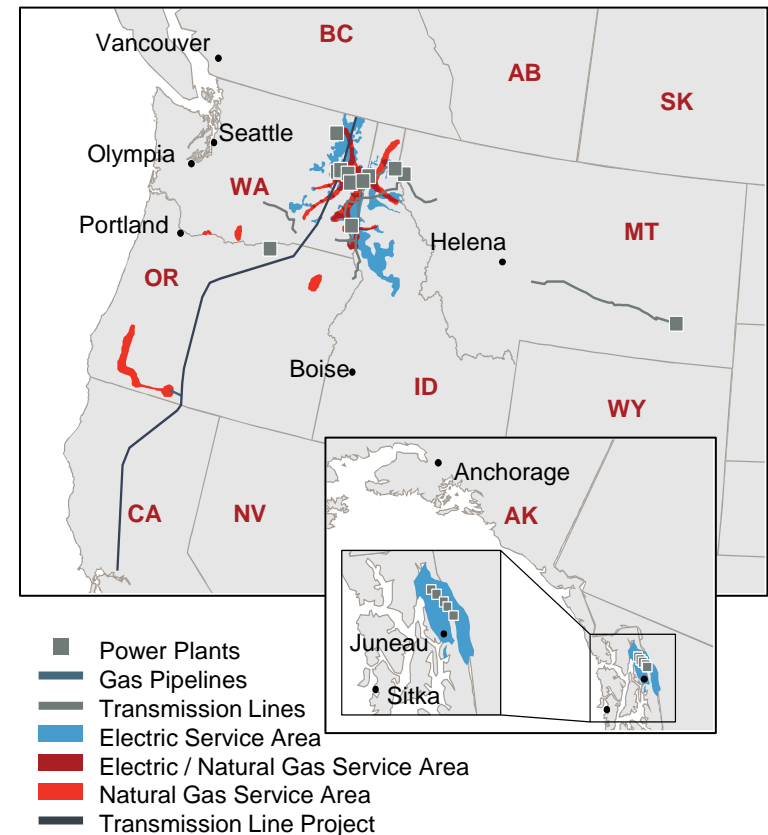 BC
Vancouver
AB
SK
Seattle
Olympia
WA
Portland
Helena
MT
OR
Boise
ID
WY
Anchorage
CA
NV
AK
Juneau
Sitka
Power Plants
Gas Pipelines
Transmission Lines
Electric Service Area
Electric / Natural Gas Service Area
Natural Gas Service Area
Transmission Line Project